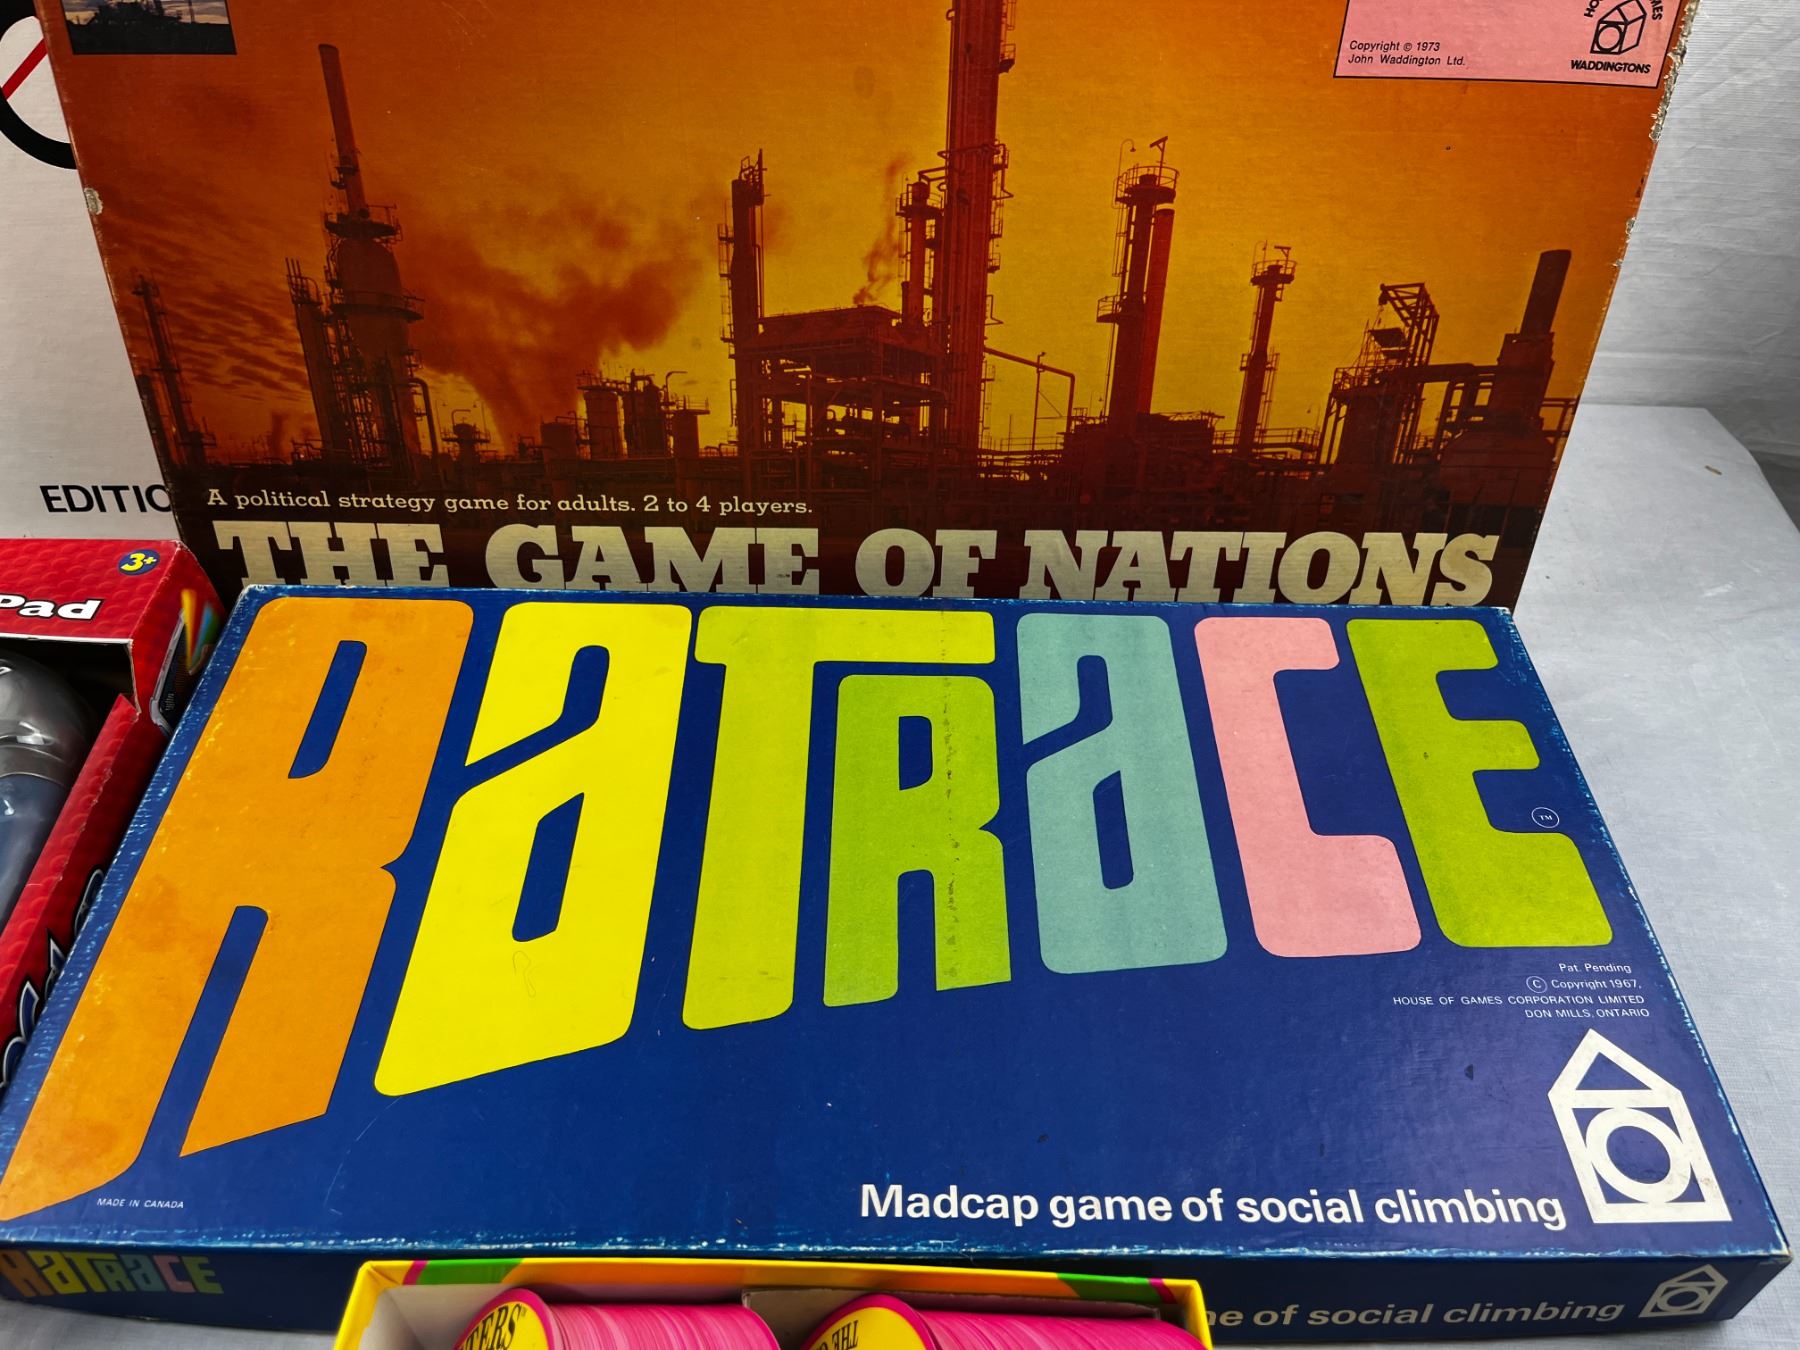 Copyright © 1973
John Waddington Ltd.
WADDINGTONS
A political strategy game for adults. 2 to 4 players.
THE GAME OF NATIONS
3+
Pad
RATRACE
TM
Pat. Pending
© Copyright 1967,
HOUSE OF GAMES CORPORATION LIMITED
DON MILLS, ONTARIO
MADE IN CANADA
Madcap game of social climbing
RATRACE
of social climbing